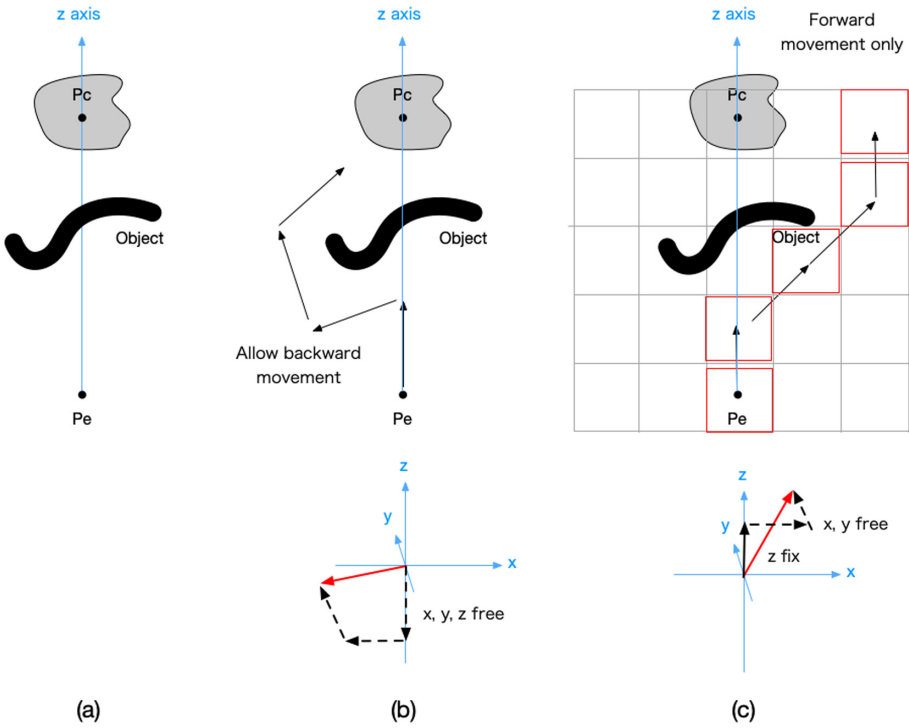 z axis
Pc
Object
Pe
(a)
z axis
Pc
Object
Allow backward
movement
Pe
z
y
x
x, y, z free
(b)
z axis
Forward
movement only
Pc
Object
Pe
z
y
x, y free
z fix
x
(c)